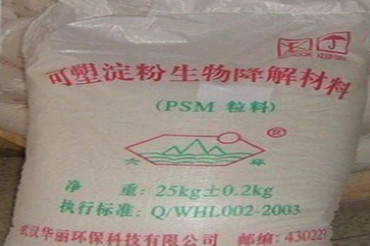 可塑淀粉生物降解材料
(PSM 粒料)
®
六 环
净 重: 25kg±0.2kg
执行标准: Q/WHL002-2003
武汉华丽环保科技有限公司 邮编: 430223